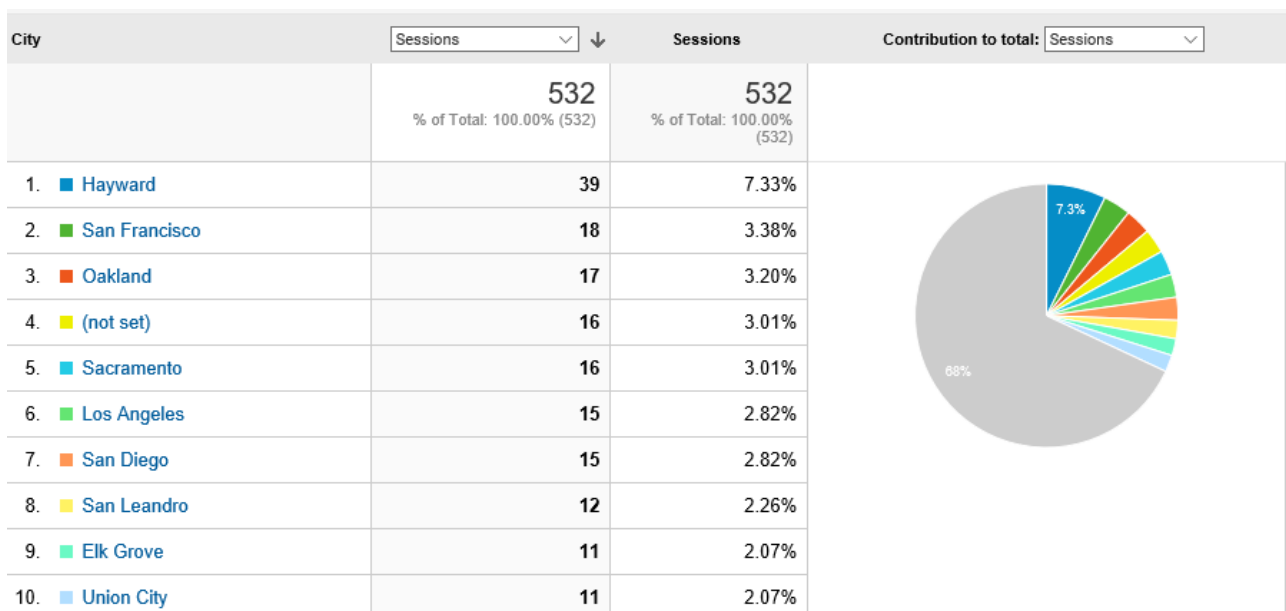 City Sessions Sessions Contribution to total: Sessions
532 532
% of Total: 100.00% (532) % of Total: 100.00%
(532)
1. Hayward 39 7.33%
2. San Francisco 18 3.38%
3. Oakland 17 3.20%
4. (not set) 16 3.01%
5. Sacramento 16 3.01%
6. Los Angeles 15 2.82%
7. San Diego 15 2.82%
8. San Leandro 12 2.26%
9. Elk Grove 11 2.07%
10. Union City 11 2.07%
7.3%
68%